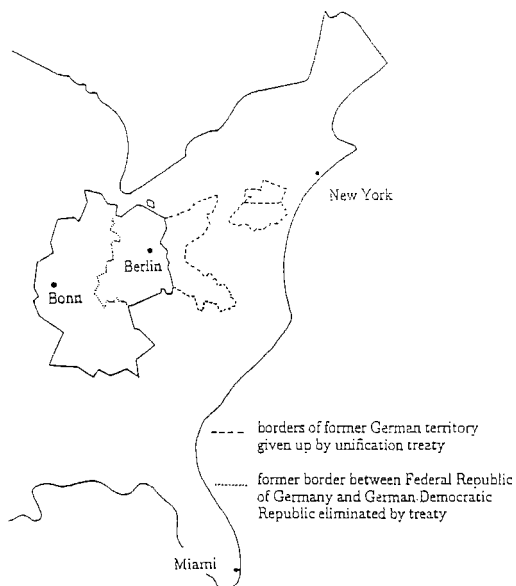 New York
Berlin
Bonn
borders of former German territory
given up by unification treaty
former border between Federal Republic
of Germany and German Democratic
Republic eliminated by treaty
Miami